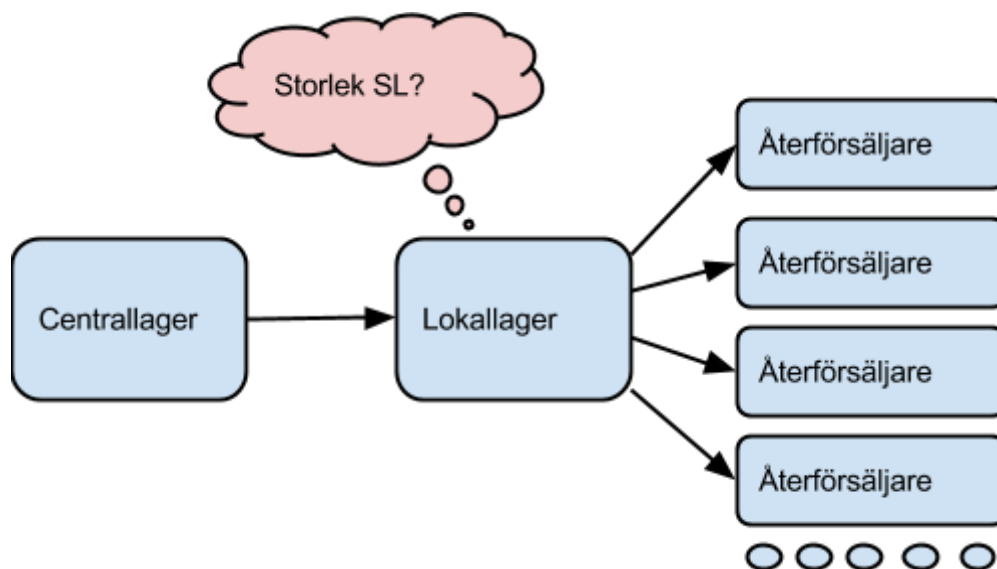 Storlek SL?
Återförsäljare
Återförsäljare
Centrallager
Lokallager
Återförsäljare
Återförsäljare